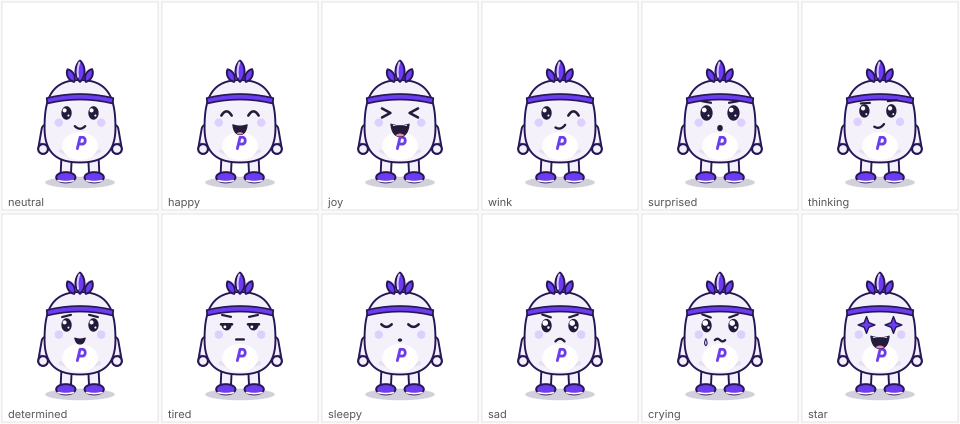 P P P P P P
neutral happy joy wink surprised thinking
P P P P P P
determined tired sleepy sad crying star